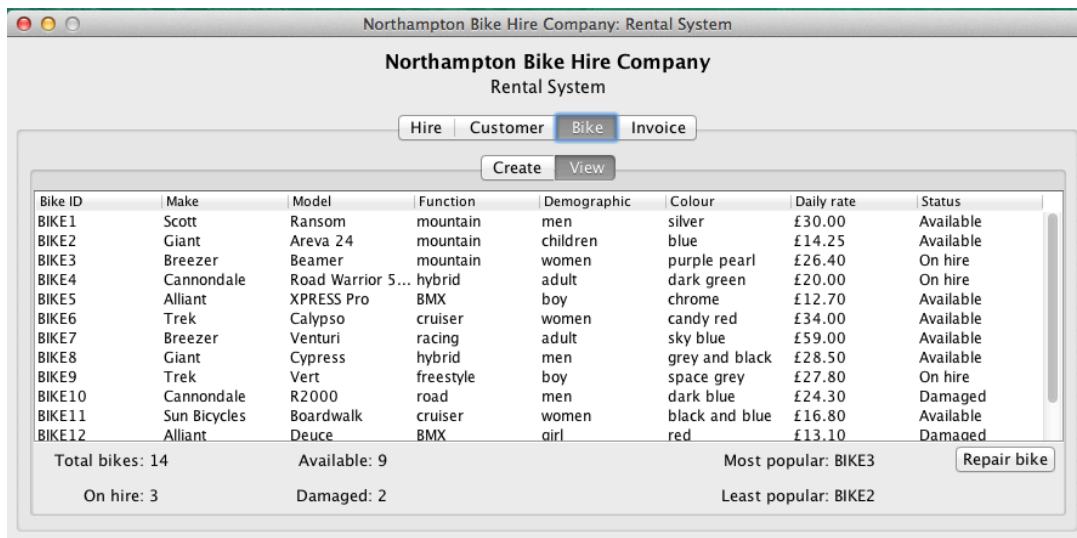 Northampton Bike Hire Company: Rental System
Northampton Bike Hire Company
Rental System
Hire Customer Bike Invoice
Create View
Bike ID Make Model Function Demographic Colour Daily rate Status
BIKE1 Scott Ransom mountain men silver £30.00 Available
BIKE2 Giant Areva 24 mountain children blue £14.25 Available
BIKE3 Breezer Beamer mountain women purple pearl £26.40 On hire
BIKE4 Cannondale Road Warrior 5... hybrid adult dark green £20.00 On hire
BIKE5 Alliant XPRESS Pro BMX boy chrome £12.70 Available
BIKE6 Trek Calypso cruiser women candy red £34.00 Available
BIKE7 Breezer Venturi racing adult sky blue £59.00 Available
BIKE8 Giant Cypress hybrid men grey and black £28.50 Available
BIKE9 Trek Vert freestyle boy space grey £27.80 On hire
BIKE10 Cannondale R2000 road men dark blue £24.30 Damaged
BIKE11 Sun Bicycles Boardwalk cruiser women black and blue £16.80 Available
BIKE12 Alliant Deuce BMX girl red £13.10 Damaged
Total bikes: 14 Available: 9 Most popular: BIKE3 Repair bike
On hire: 3 Damaged: 2 Least popular: BIKE2